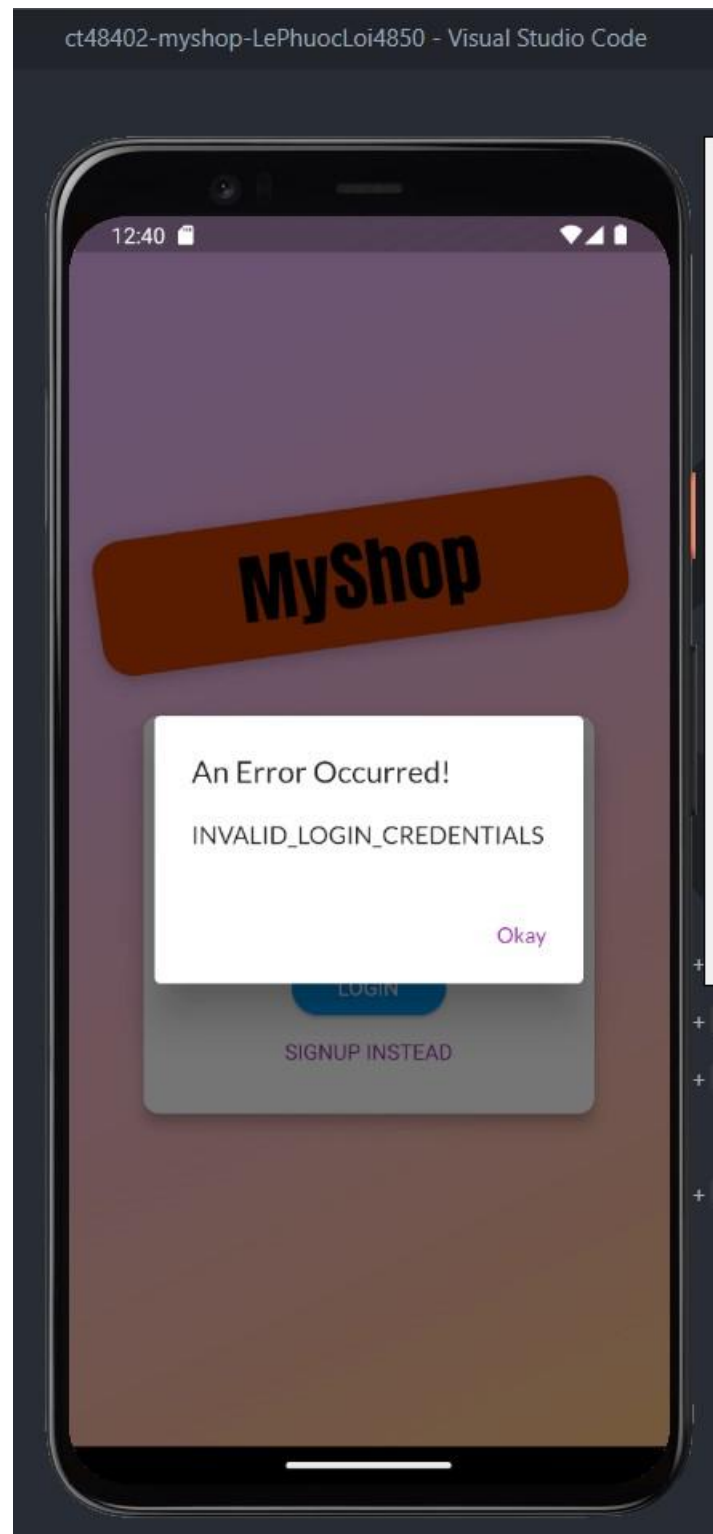 ct48402-myshop-LePhuocLoi4850 - Visual Studio Code
12:40
MyShop
An Error Occurred!
INVALID_LOGIN_CREDENTIALS
Okay
LOGIN
SIGNUP INSTEAD
+
+
+
+